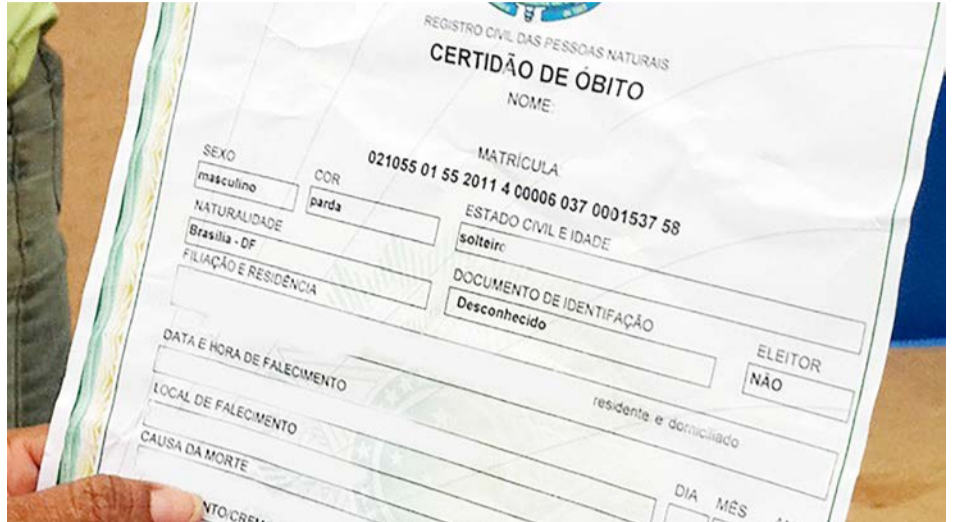 REGISTRO CIVIL DAS PESSOAS NATURAIS
CERTIDÃO DE ÓBITO
NOME:
MATRÍCULA:
021055 01 55 2011 4 00006 037 0001537 58
SEXO
masculino
COR
parda
ESTADO CIVIL E IDADE
solteiro
NATURALIDADE
Brasília - DF
DOCUMENTO DE IDENTIFAÇÃO
Desconhecido
ELEITOR
NÃO
FILIAÇÃO E RESIDÊNCIA
residente e domiciliado
DATA E HORA DE FALECIMENTO
DIA MÊS
LOCAL DE FALECIMENTO
CAUSA DA MORTE